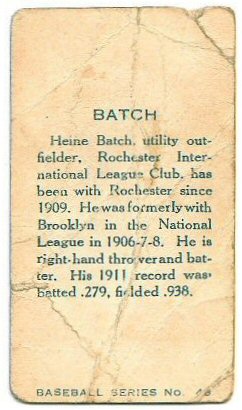 BATCH
Heine Batch, utility out-
fielder, Rochester Inter-
national League Club, has
been with Rochester since
1909. He was formerly with
Brooklyn in the National
League in 1906-7-8. He is
right-hand thrower and bat-
ter. His 1911 record was
batted .279, fielded .938.
BASEBALL SERIES No.